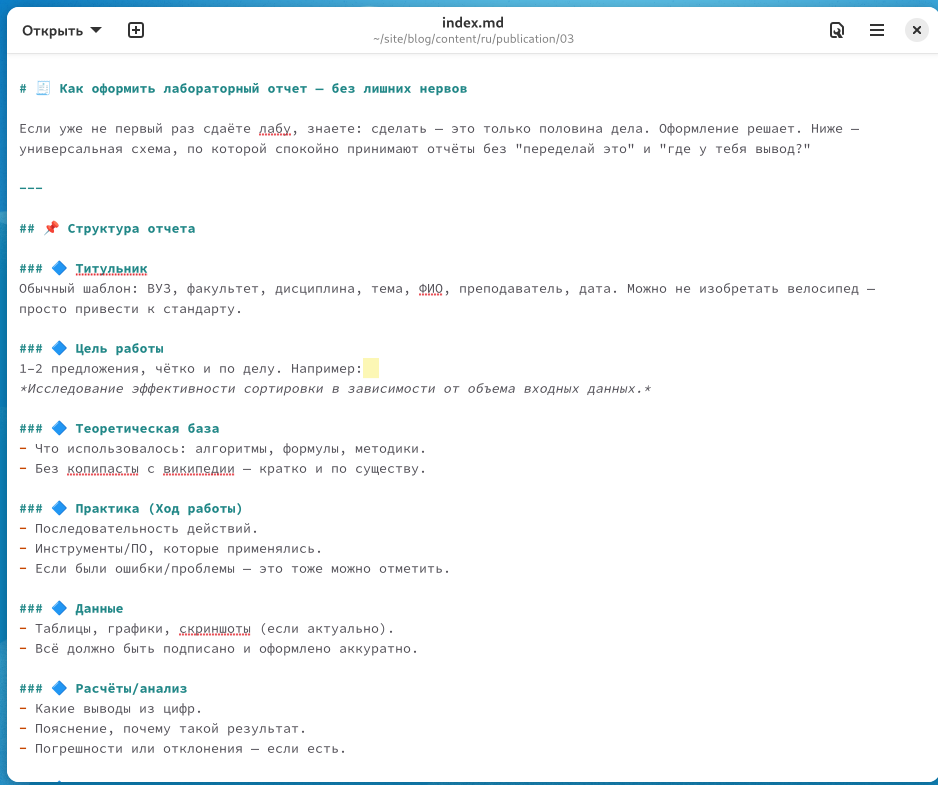 Открыть
index.md
~/site/blog/content/ru/publication/03
# 🧾 Как оформить лабораторный отчет — без лишних нервов
Если уже не первый раз сдаёте лабу, знаете: сделать — это только половина дела. Оформление решает. Ниже —
универсальная схема, по которой спокойно принимают отчёты без "переделай это" и "где у тебя вывод?"
---
## 📌 Структура отчета
### 🔷 Титульник
Обычный шаблон: ВУЗ, факультет, дисциплина, тема, ФИО, преподаватель, дата. Можно не изобретать велосипед —
просто привести к стандарту.
### 🔷 Цель работы
1–2 предложения, чётко и по делу. Например:
*Исследование эффективности сортировки в зависимости от объема входных данных.*
### 🔷 Теоретическая база
- Что использовалось: алгоритмы, формулы, методики.
- Без копипасты с википедии — кратко и по существу.
### 🔷 Практика (Ход работы)
- Последовательность действий.
- Инструменты/ПО, которые применялись.
- Если были ошибки/проблемы — это тоже можно отметить.
### 🔷 Данные
- Таблицы, графики, скриншоты (если актуально).
- Всё должно быть подписано и оформлено аккуратно.
### 🔷 Расчёты/анализ
- Какие выводы из цифр.
- Пояснение, почему такой результат.
- Погрешности или отклонения — если есть.